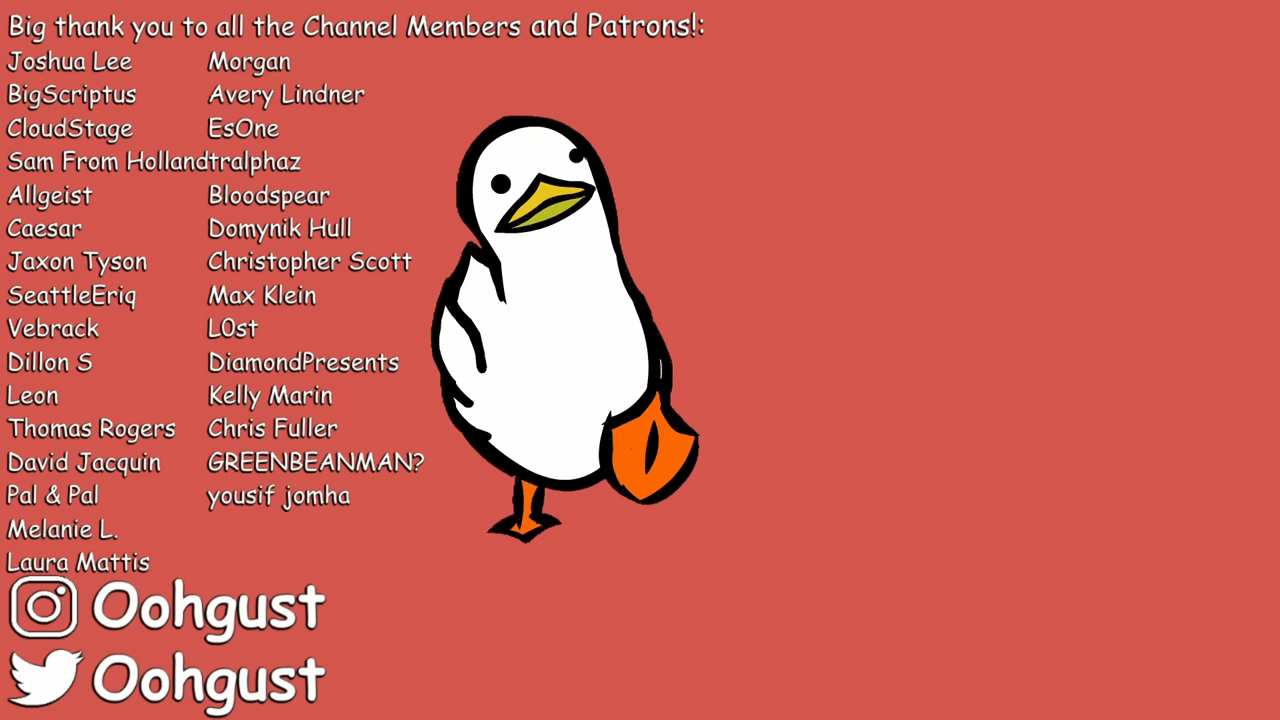 Big thank you to all the Channel Members and Patrons!:
Joshua Lee Morgan
BigScriptus Avery Lindner
CloudStage EsOne
Sam From Hollandtralphaz
Allgeist Bloodspear
Caesar Domynik Hull
Jaxon Tyson Christopher Scott
SeattleEriq Max Klein
Vebrack L0st
Dillon S DiamondPresents
Leon Kelly Marin
Thomas Rogers Chris Fuller
David Jacquin GREENBEANMAN?
Pal & Pal yousif jomha
Melanie L.
Laura Mattis
Oohgust
Oohgust